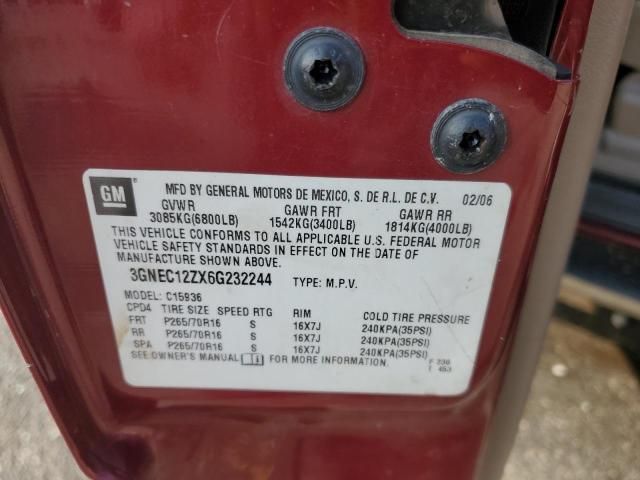 GM
MFD BY GENERAL MOTORS DE MEXICO, S. DE R.L. DE C.V. 02/06
GVWR GAWR FRT GAWR RR
3085KG(6800LB) 1542KG(3400LB) 1814KG(4000LB)
THIS VEHICLE CONFORMS TO ALL APPLICABLE U.S. FEDERAL MOTOR
VEHICLE SAFETY STANDARDS IN EFFECT ON THE DATE OF
MANUFACTURE SHOWN ABOVE.
3GNEC12ZX6G232244 TYPE: M.P.V.
MODEL: C15936
CPD4 TIRE SIZE SPEED RTG RIM COLD TIRE PRESSURE
FRT P265/70R16 S 16X7J 240KPA(35PSI)
RR P265/70R16 S 16X7J 240KPA(35PSI)
SPA P265/70R16 S 16X7J 240KPA(35PSI)
SEE OWNER'S MANUAL FOR MORE INFORMATION. F 236
T 453